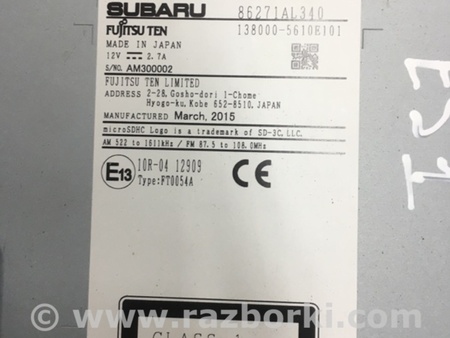 SUBARU 86271AL340
FUJITSU TEN 138000-5610E101
MADE IN JAPAN
12V 2.7A
S/NO. AM300002
FUJITSU TEN LIMITED
ADDRESS 2-28, Gosho-dori 1-Chome
Hyogo-ku, Kobe 652-8510, JAPAN
MANUFACTURED March, 2015
microSDHC Logo is a trademark of SD-3C, LLC.
AM 522 to 1611kHz / FM 87.5 to 108.0MHz
E13 10R-04 12909
Type:FT0054A
CE
CLASS 1
E21
© www.razborki.com